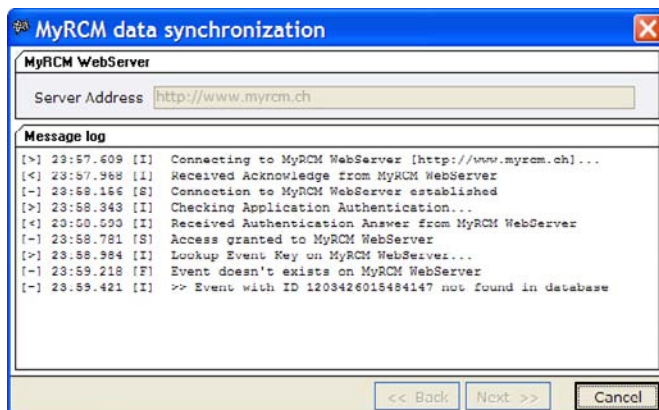 MyRCM data synchronization
MyRCM WebServer
Server Address http://www.myrcm.ch
Message log
[>] 23:57.609 [I] Connecting to MyRCM WebServer [http://www.myrcm.ch]...
[<] 23:57.968 [I] Received Acknowledge from MyRCM WebServer
[-] 23:58.156 [S] Connection to MyRCM WebServer established
[>] 23:58.343 [I] Checking Application Authentication...
[<] 23:58.593 [I] Received Authentication Answer from MyRCM WebServer
[-] 23:58.781 [S] Access granted to MyRCM WebServer
[>] 23:58.984 [I] Lookup Event Key on MyRCM WebServer...
[-] 23:59.218 [F] Event doesn't exists on MyRCM WebServer
[-] 23:59.421 [I] >> Event with ID 1203426015484147 not found in database
<< Back Next >> Cancel